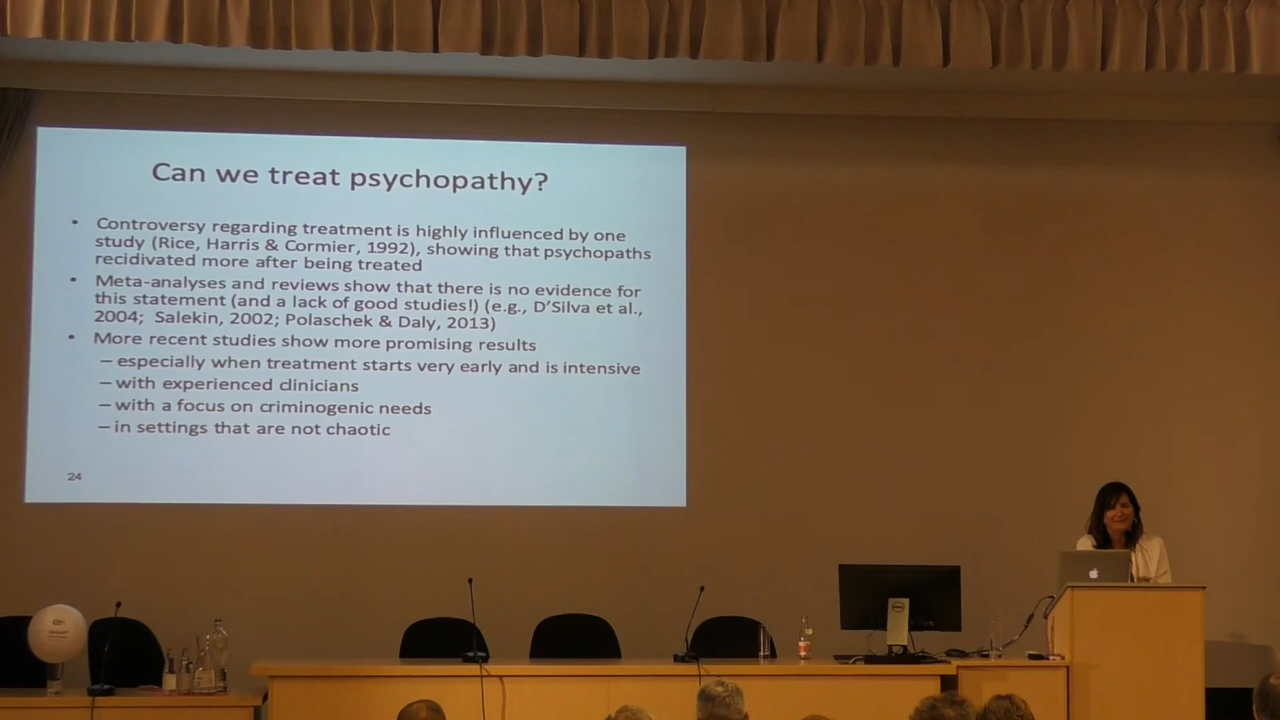 Can we treat psychopathy?
• Controversy regarding treatment is highly influenced by one
study (Rice, Harris & Cormier, 1992), showing that psychopaths
recidivated more after being treated
• Meta-analyses and reviews show that there is no evidence for
this statement (and a lack of good studies!) (e.g., D'Silva et al.,
2004; Salekin, 2002; Polaschek & Daly, 2013)
• More recent studies show more promising results
– especially when treatment starts very early and is intensive
– with experienced clinicians
– with a focus on criminogenic needs
– in settings that are not chaotic
24
DELL